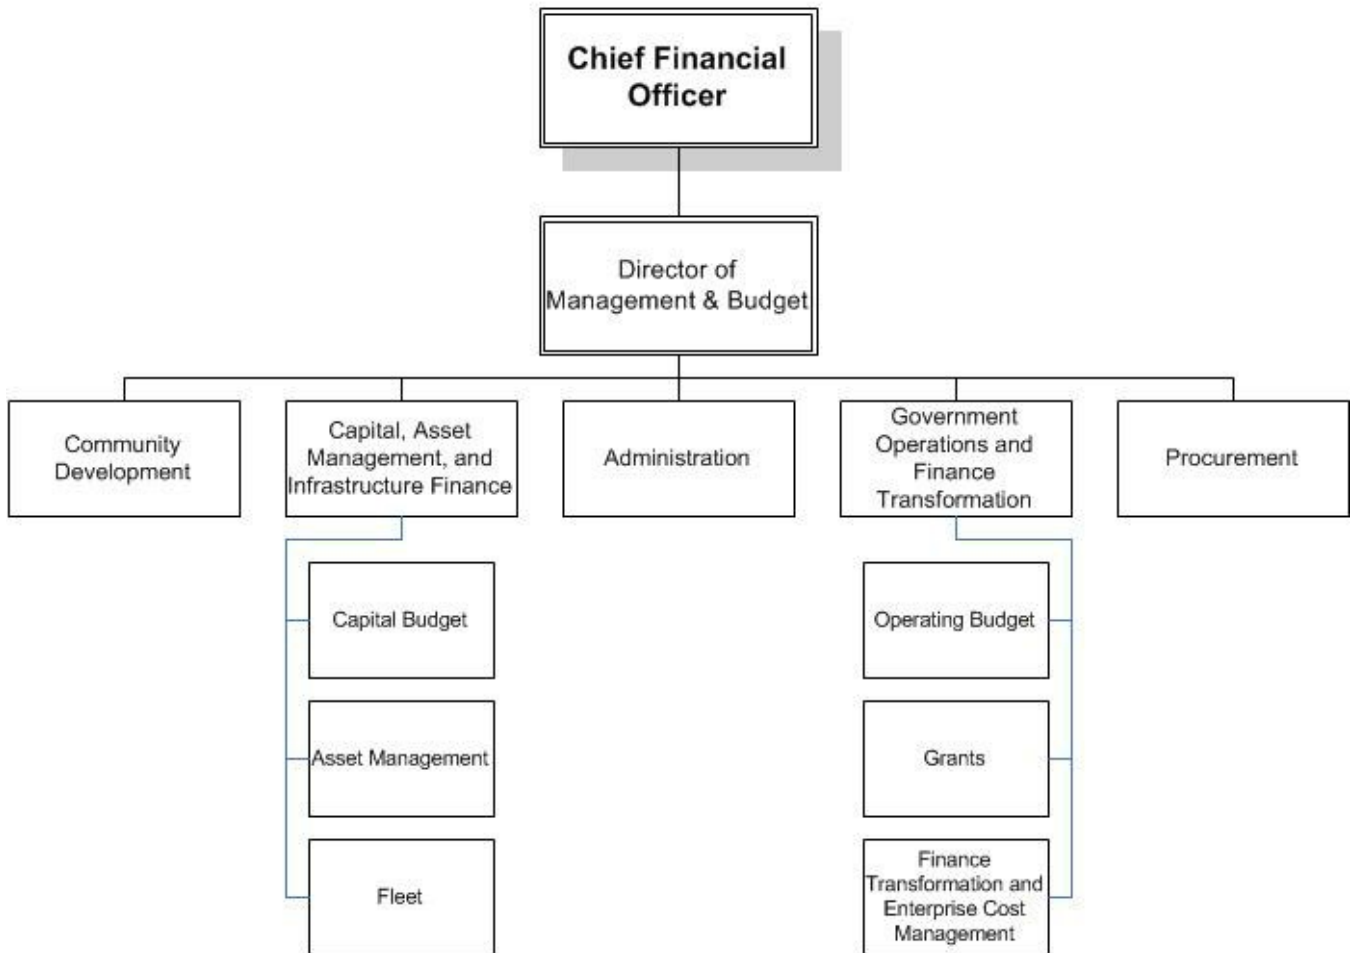 Chief Financial
Officer
Director of
Management & Budget
Community
Development
Capital, Asset
Management, and
Infrastructure Finance
Administration
Government
Operations and
Finance
Transformation
Procurement
Capital Budget
Operating Budget
Asset Management
Grants
Fleet
Finance
Transformation and
Enterprise Cost
Management